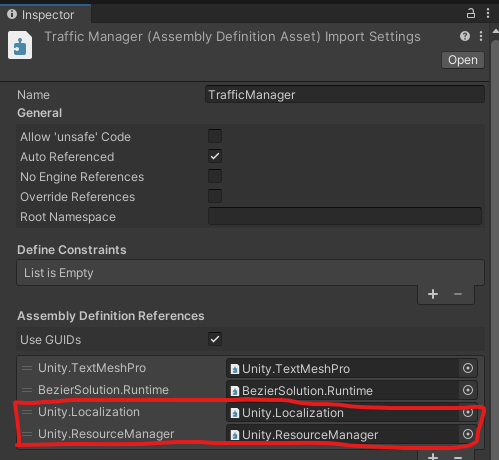 Inspector
Traffic Manager (Assembly Definition Asset) Import Settings
Open
Name TrafficManager
General
Allow 'unsafe' Code
Auto Referenced
No Engine References
Override References
Root Namespace
Define Constraints
List is Empty
Assembly Definition References
Use GUIDs
Unity.TextMeshPro Unity.TextMeshPro
BezierSolution.Runtime BezierSolution.Runtime
Unity.Localization Unity.Localization
Unity.ResourceManager Unity.ResourceManager